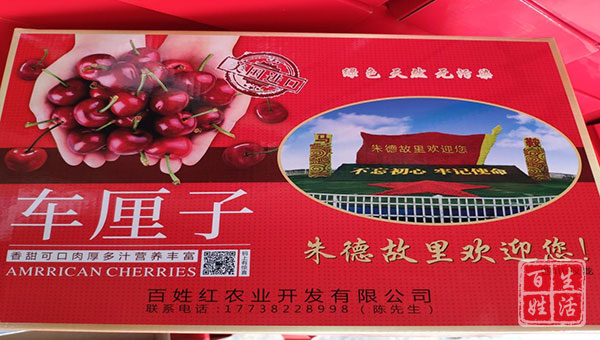 绿色 天然 无污染
朱德故里欢迎您
不忘初心 牢记使命
车厘子
香甜可口肉厚多汁营养丰富
AMRRICAN CHERRIES
朱德故里欢迎您!
百姓红农业开发有限公司
联系电话:17738228998(陈先生)
百姓
生活